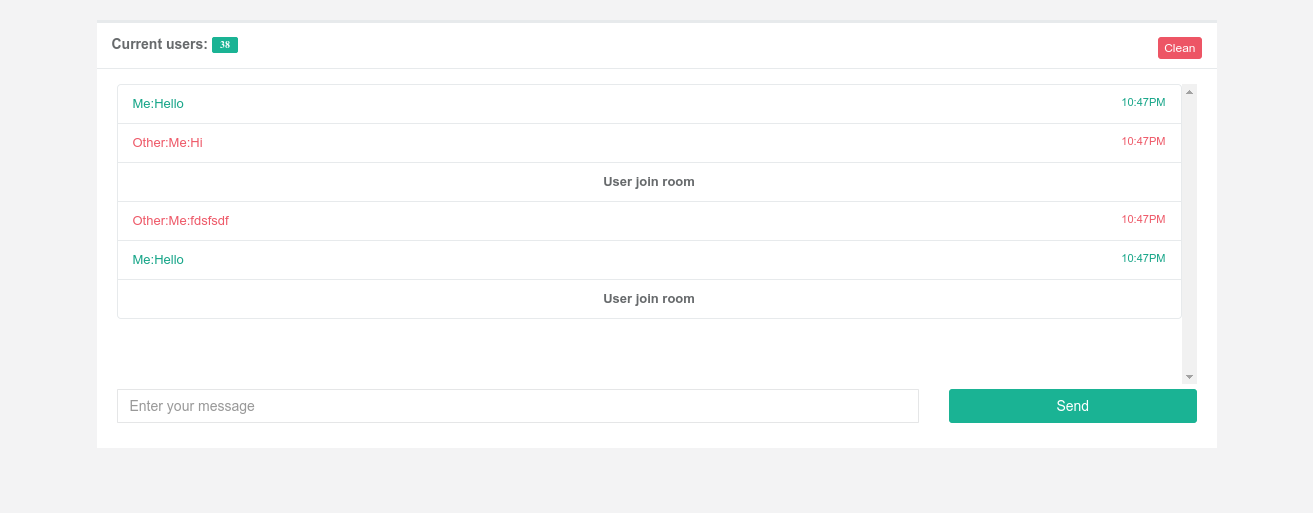 Current users: 38
Clean
Me:Hello 10:47PM
Other:Me:Hi 10:47PM
User join room
Other:Me:fdsfsdf 10:47PM
Me:Hello 10:47PM
User join room
Enter your message
Send